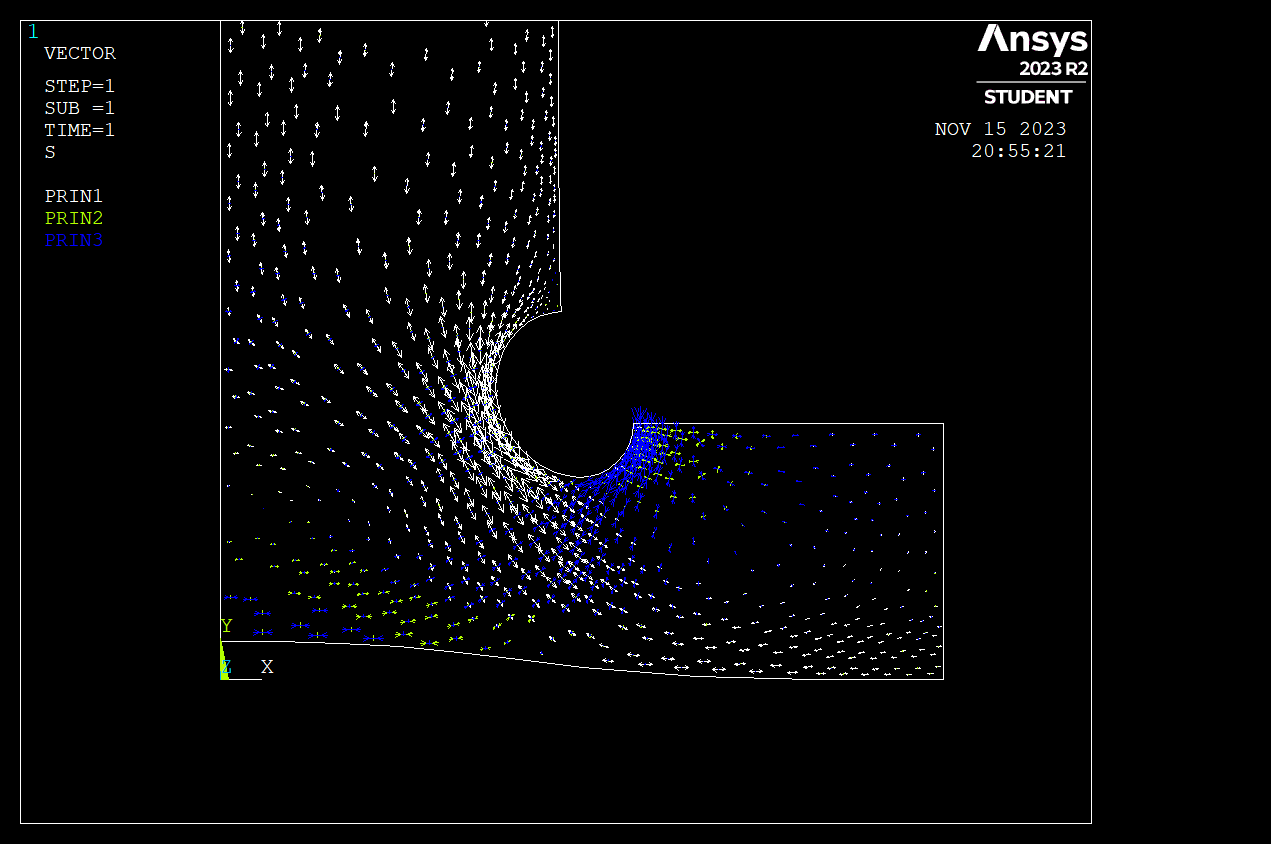 1
VECTOR
STEP=1
SUB =1
TIME=1
S
PRIN1
PRIN2
PRIN3
Ansys
2023 R2
STUDENT
NOV 15 2023
20:55:21
Y
Z X